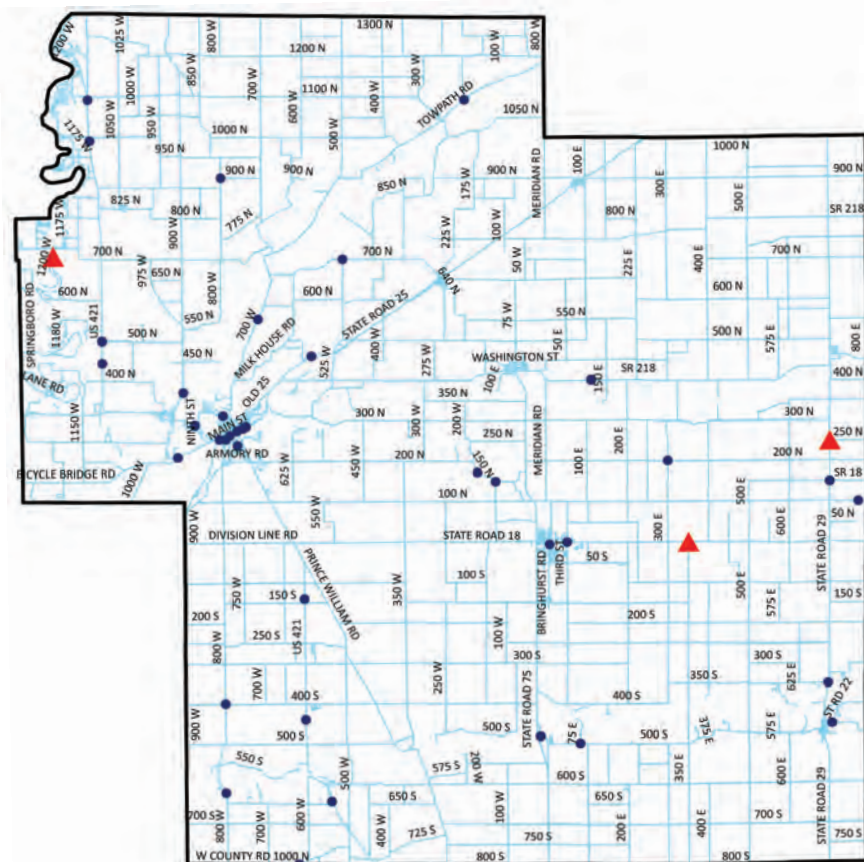 1300 N
1200 W
1025 W
800 W
850 W
100 W
800 W
1200 N
300 W
1000 W
700 W
1100 N
400 W
600 W
TOWPATH RD
1050 N
1175 W
1050 W
950 W
1000 N
500 W
950 N
1000 N
MERIDIAN RD
100 E
300 E
900 N
900 N
900 N
900 N
850 N
175 W
500 E
825 N
800 N
775 N
800 N
SR 218
1175 W
900 W
225 W
100 W
1200 W
700 N
975 W
650 N
700 N
50 W
225 E
400 E
700 N
640 N
SPRINGBORO RD
600 N
800 W
600 N
STATE ROAD 25
600 N
1180 W
US 421
500 N
550 N
700 W
MILK HOUSE RD
75 W
550 N
50 E
500 N
575 E
800 E
450 N
525 W
400 W
275 W
WASHINGTON ST
LANE RD
400 N
OLD 25
350 N
100 E
150 E
SR 218
400 N
1150 W
NINTH ST
MAIN ST
300 N
300 W
200 W
250 N
MERIDIAN RD
300 N
250 N
ARMORY RD
625 W
450 W
200 N
150 N
100 E
200 E
200 N
BICYCLE BRIDGE RD
1000 W
100 N
500 E
SR 18
50 N
900 W
DIVISION LINE RD
550 W
STATE ROAD 18
BRINGHURST RD
THIRD ST
50 S
300 E
600 E
STATE ROAD 29
PRINCE WILLIAM RD
350 W
100 S
750 W
150 S
500 E
575 E
150 S
200 S
200 S
US 421
250 S
800 W
100 W
300 S
300 S
700 W
250 W
350 S
625 E
400 S
400 S
ST RD 22
900 W
500 S
500 S
STATE ROAD 75
75 E
500 S
375 E
575 E
550 S
500 W
575 S
200 W
600 S
350 E
600 E
STATE ROAD 29
650 S
100 W
650 S
700 S
800 W
700 W
600 W
400 W
725 S
750 S
200 E
400 E
700 S
750 S
W COUNTY RD 1000 N
800 S
800 S